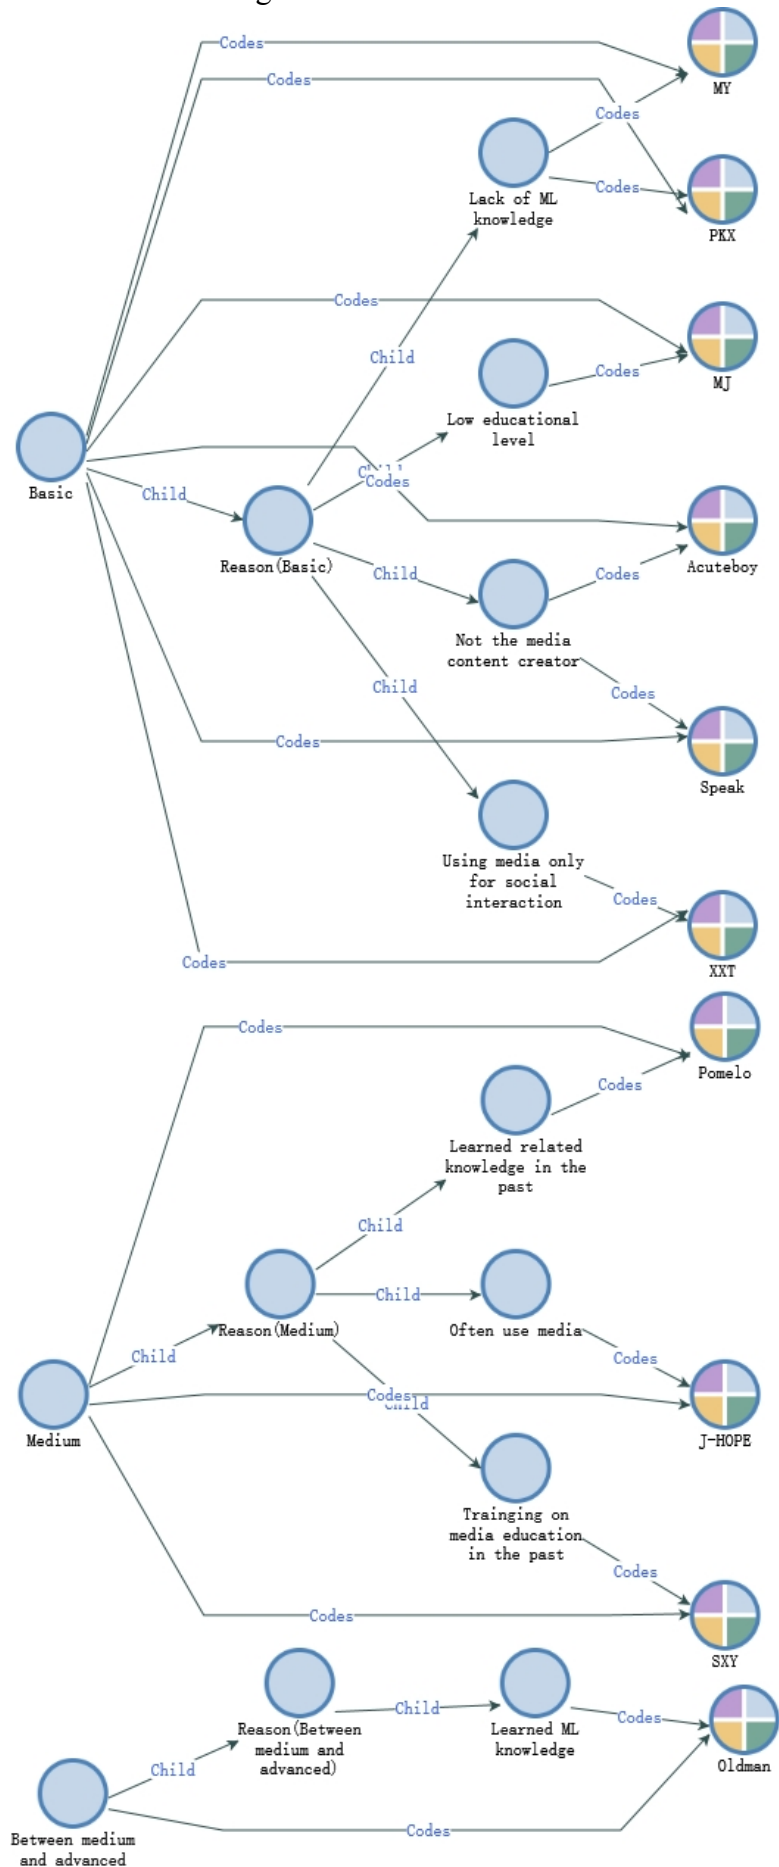 Codes
MY
Codes
Codes
Lack of ML
knowledge
Codes
PKX
Codes
Child
MJ
Codes
Low educational
level
Basic
Child
Child
Codes
Reason(Basic)
Acuteboy
Child
Codes
Not the media
content creator
Child
Codes
Codes
Speak
Using media only
for social
interaction
Codes
Codes
XXT
Codes
Pomelo
Codes
Learned related
knowledge in the
past
Child
Child
Reason(Medium)
Often use media
Child
Codes
Codes
Child
Medium
J-HOPE
Trainging on
media education
in the past
Codes
Codes
SXY
Child
Codes
Reason(Between
medium and
advanced)
Learned ML
knowledge
Oldman
Child
Codes
Between medium
and advanced